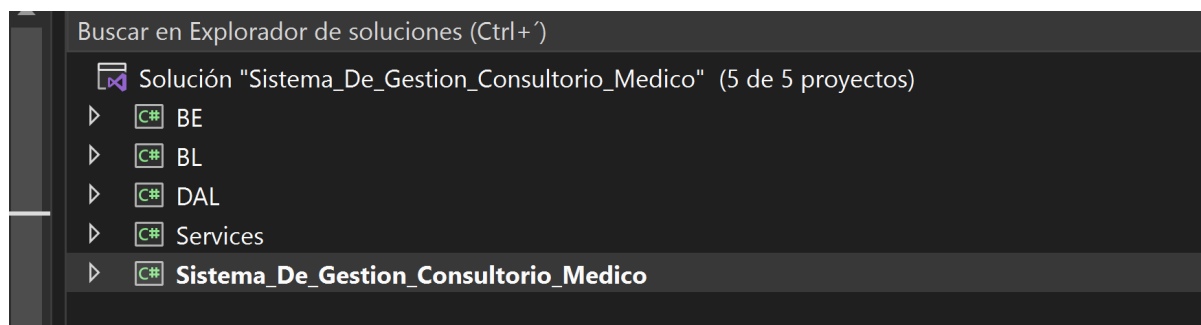 Buscar en Explorador de soluciones (Ctrl+´)
Solución "Sistema_De_Gestion_Consultorio_Medico" (5 de 5 proyectos)
C# BE
C# BL
C# DAL
C# Services
C# Sistema_De_Gestion_Consultorio_Medico